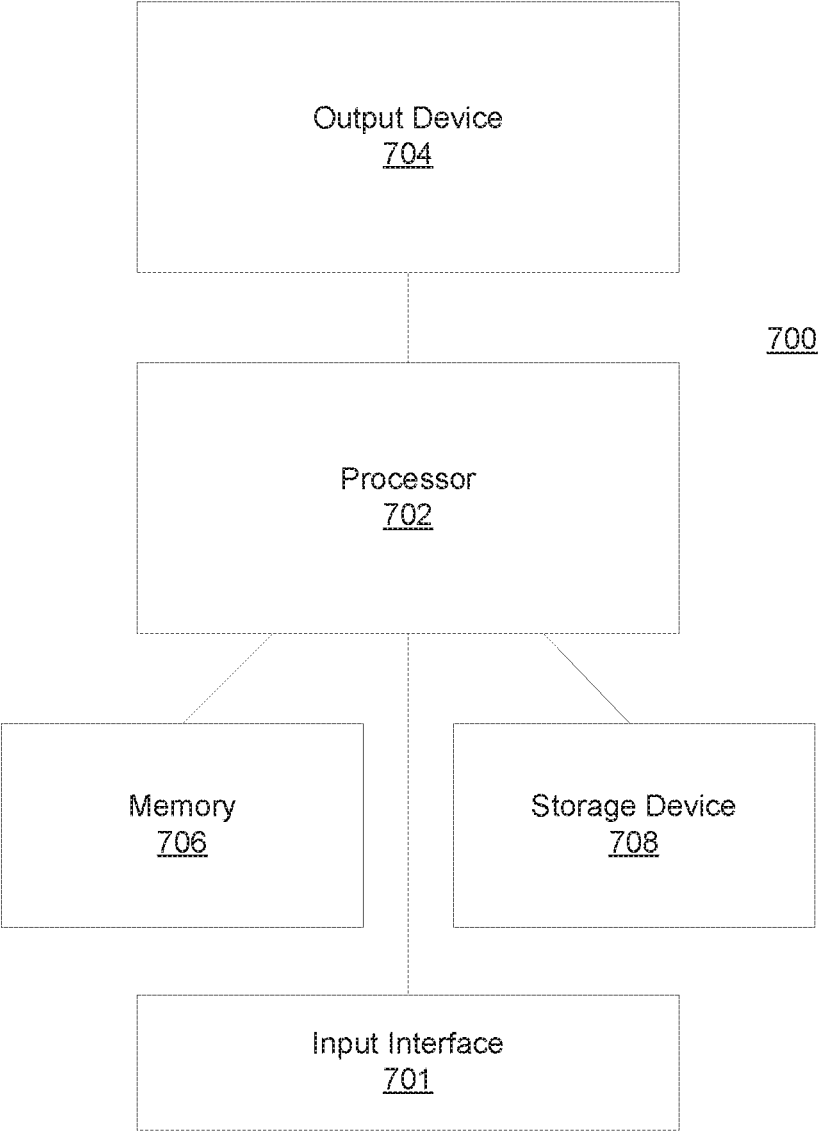 Output Device
704
700
Processor
702
Memory
706
Storage Device
708
Input Interface
701